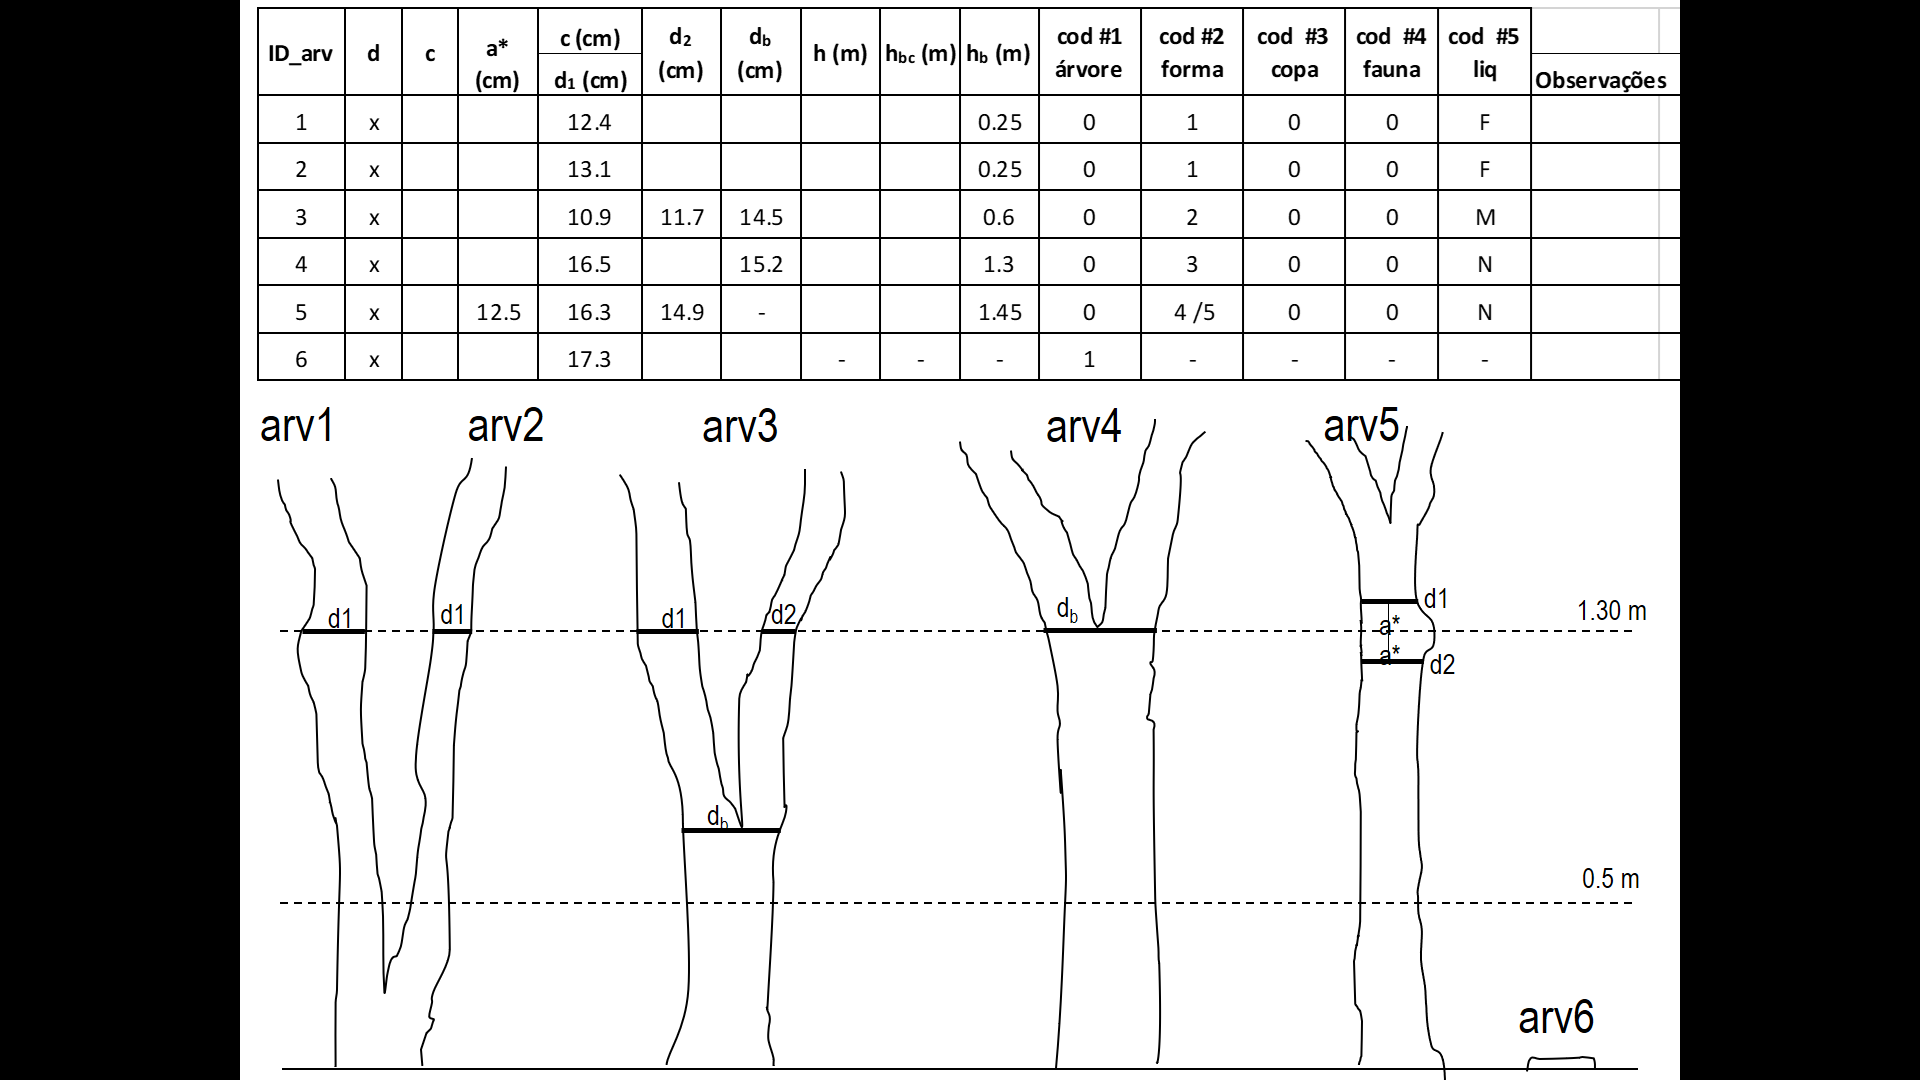 ID_arv d c a* (cm) c (cm) d₁ (cm) d₂ (cm) d_b (cm) h (m) h_bc (m) h_b (m) cod #1 árvore cod #2 forma cod #3 copa cod #4 fauna cod #5 liq Observações
1 x 12.4 0.25 0 1 0 0 F
2 x 13.1 0.25 0 1 0 0 F
3 x 10.9 11.7 14.5 0.6 0 2 0 0 M
4 x 16.5 15.2 1.3 0 3 0 0 N
5 x 12.5 16.3 14.9 - 1.45 0 4 /5 0 0 N
6 x 17.3 - - - 1 - - - -
arv1 arv2 arv3 arv4 arv5
d1 d1 d1 d2 d_b d1 1.30 m
a*
a* d2
d_b
0.5 m
arv6